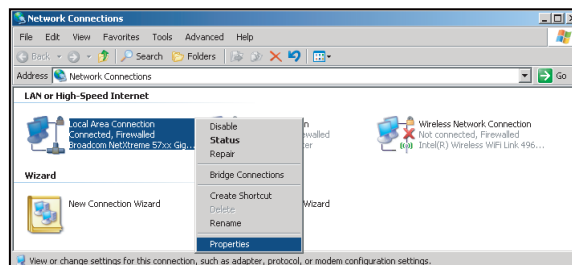 Network Connections
File Edit View Favorites Tools Advanced Help
Back Search Folders
Address Network Connections Go
LAN or High-Speed Internet
Local Area Connection
Connected, Firewalled
Broadcom NetXtreme 57xx Gig...
Disable
Status
Repair
Bridge Connections
Create Shortcut
Delete
Rename
Properties
Wireless Network Connection
Not connected, Firewalled
Intel(R) Wireless WiFi Link 496...
Wizard
New Connection Wizard
Wizard
View or change settings for this connection, such as adapter, protocol, or modem configuration settings.